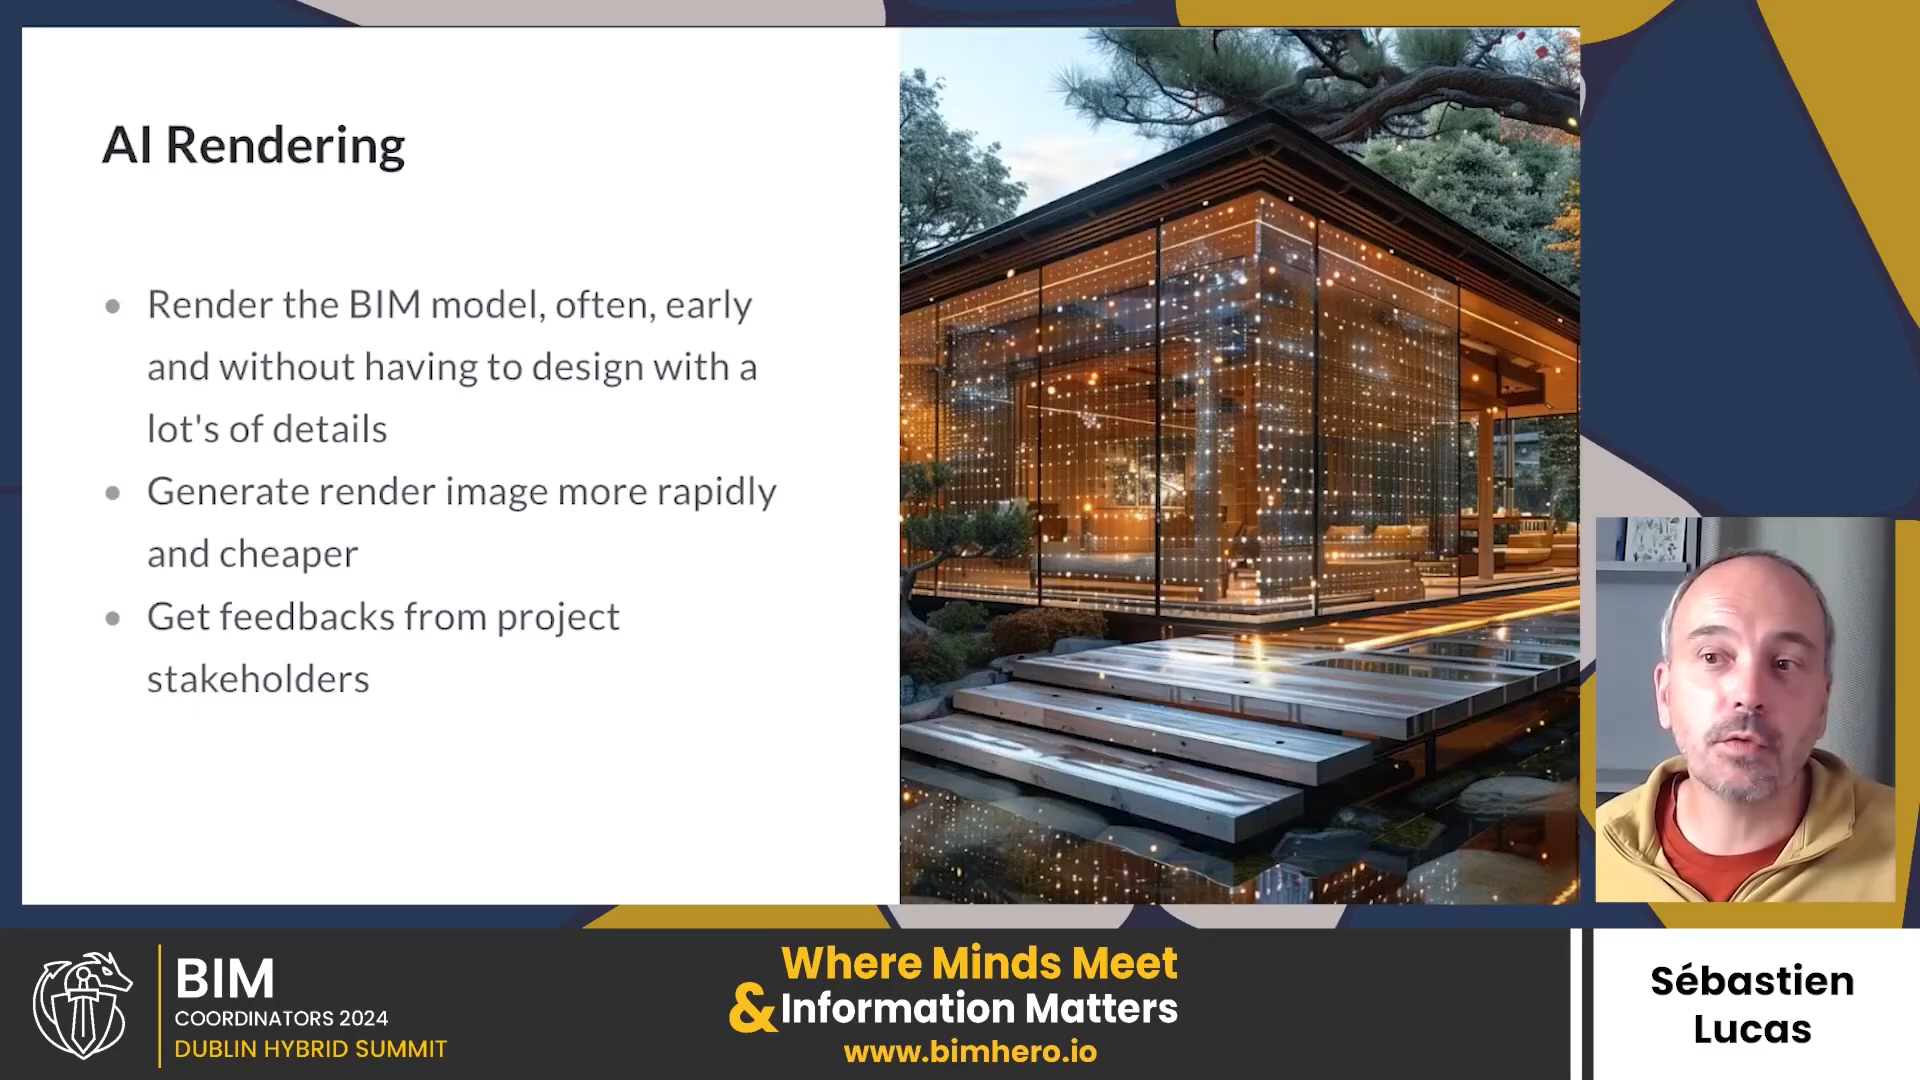 AI Rendering
Render the BIM model, often, early
and without having to design with a
lot's of details
Generate render image more rapidly
and cheaper
Get feedbacks from project
stakeholders
BIM
COORDINATORS 2024
DUBLIN HYBRID SUMMIT
Where Minds Meet
& Information Matters
www.bimhero.io
Sébastien
Lucas